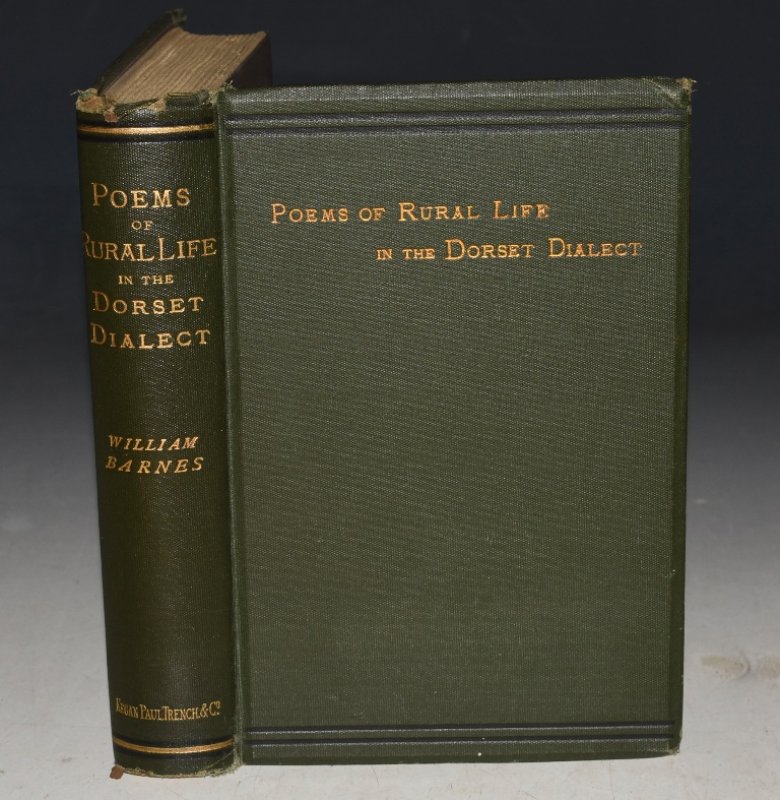 POEMS
OF
RURAL LIFE
IN THE
DORSET
DIALECT
WILLIAM
BARNES
KEGAN PAUL, TRENCH, & Co
POEMS OF RURAL LIFE
IN THE DORSET DIALECT